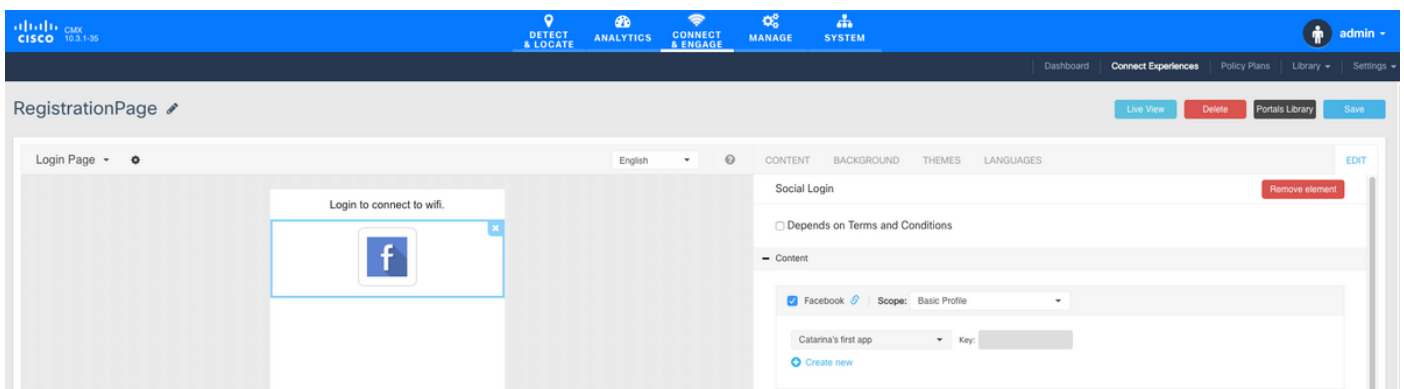 CISCO CMX 10.3.1-35
DETECT & LOCATE
ANALYTICS
CONNECT & ENGAGE
MANAGE
SYSTEM
admin
Dashboard
Connect Experiences
Policy Plans
Library
Settings
RegistrationPage
Live View
Delete
Portals Library
Save
Login Page
English
CONTENT
BACKGROUND
THEMES
LANGUAGES
EDIT
Login to connect to wifi.
Social Login
Remove element
Depends on Terms and Conditions
Content
Facebook
Scope: Basic Profile
Catarina's first app
Key:
Create new